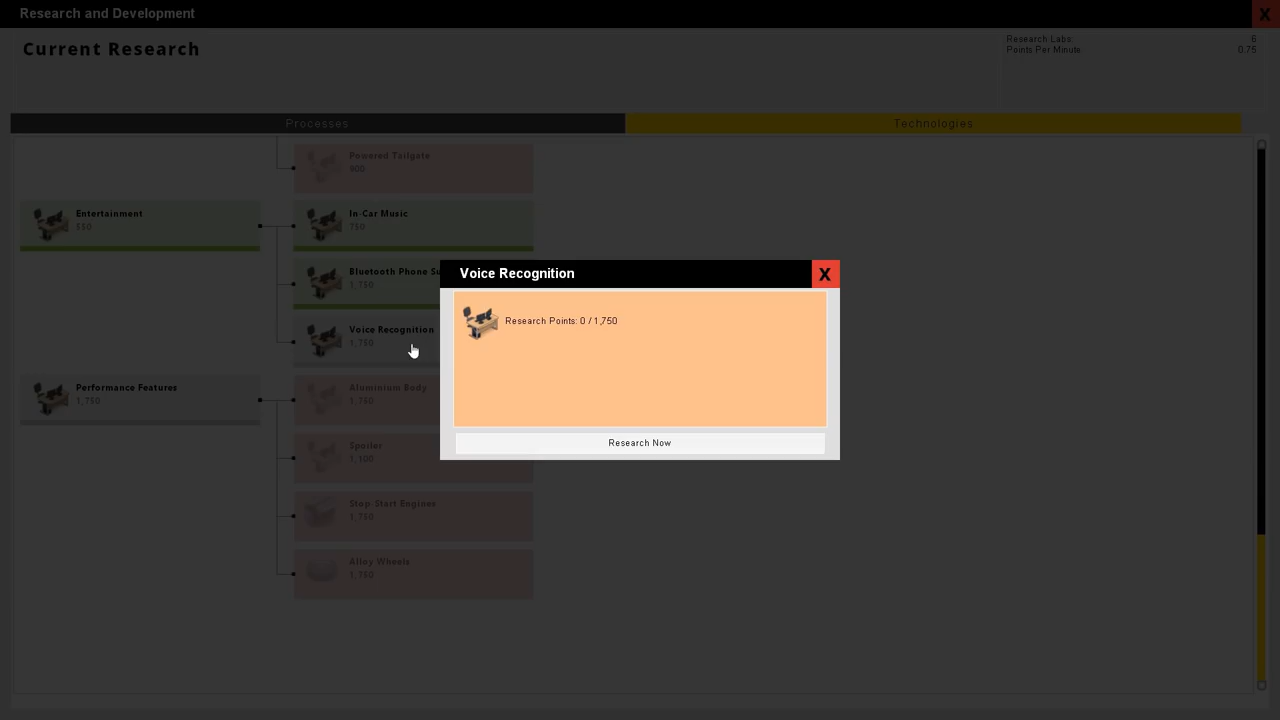 Research and Development
X
Current Research
Research Labs: 6
Points Per Minute 0.75
Processes
Technologies
Powered Tailgate
900
Entertainment
In-Car Music
750
Bluetooth Phone Su
1,750
Voice Recognition
X
Research Points: 0 / 1,750
Research Now
Voice Recognition
1,750
Performance Features
1,750
Aluminium Body
1,750
Spoiler
1,100
Stop-Start Engines
1,750
Alloy Wheels
1,750